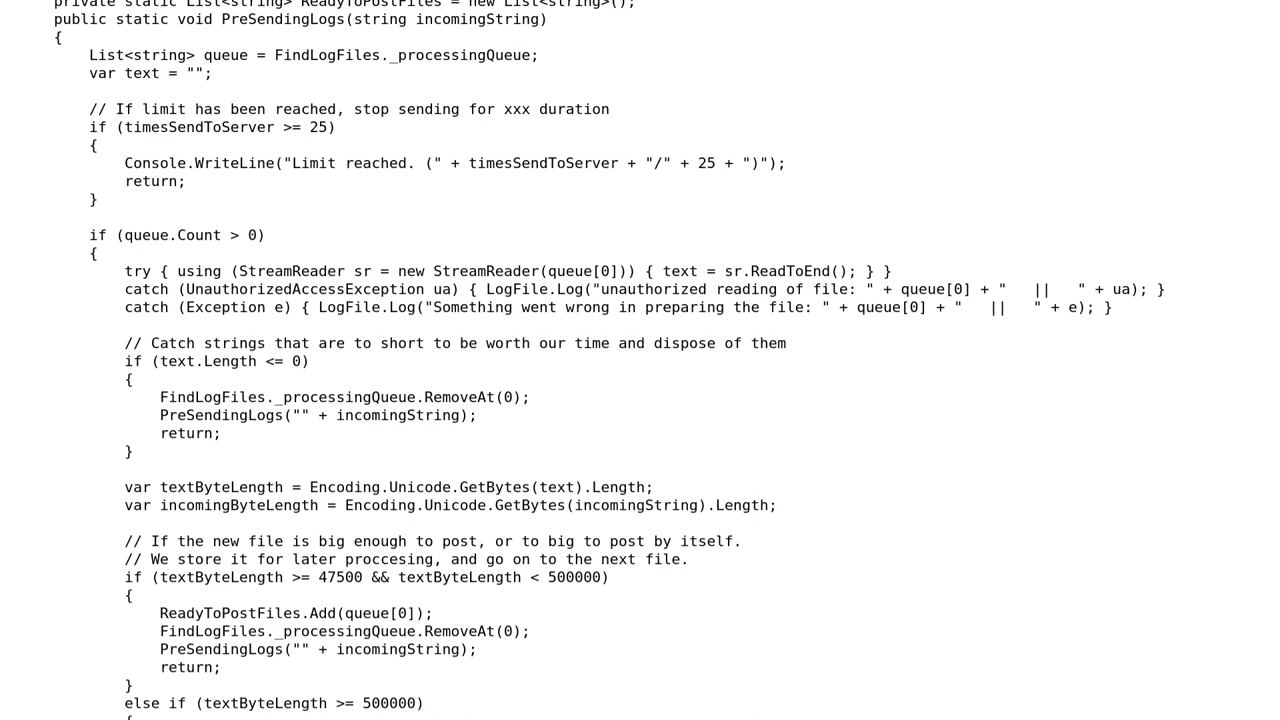 private static List<string> ReadyToPostFiles = new List<string>();
public static void PreSendingLogs(string incomingString)
{
List<string> queue = FindLogFiles._processingQueue;
var text = "";
// If limit has been reached, stop sending for xxx duration
if (timesSendToServer >= 25)
{
Console.WriteLine("Limit reached. (" + timesSendToServer + "/" + 25 + ")");
return;
}
if (queue.Count > 0)
{
try { using (StreamReader sr = new StreamReader(queue[0])) { text = sr.ReadToEnd(); } }
catch (UnauthorizedAccessException ua) { LogFile.Log("unauthorized reading of file: " + queue[0] + "   ||   " + ua); }
catch (Exception e) { LogFile.Log("Something went wrong in preparing the file: " + queue[0] + "   ||   " + e); }
// Catch strings that are to short to be worth our time and dispose of them
if (text.Length <= 0)
{
FindLogFiles._processingQueue.RemoveAt(0);
PreSendingLogs("" + incomingString);
return;
}
var textByteLength = Encoding.Unicode.GetBytes(text).Length;
var incomingByteLength = Encoding.Unicode.GetBytes(incomingString).Length;
// If the new file is big enough to post, or to big to post by itself.
// We store it for later proccesing, and go on to the next file.
if (textByteLength >= 47500 && textByteLength < 500000)
{
ReadyToPostFiles.Add(queue[0]);
FindLogFiles._processingQueue.RemoveAt(0);
PreSendingLogs("" + incomingString);
return;
}
else if (textByteLength >= 500000)
{